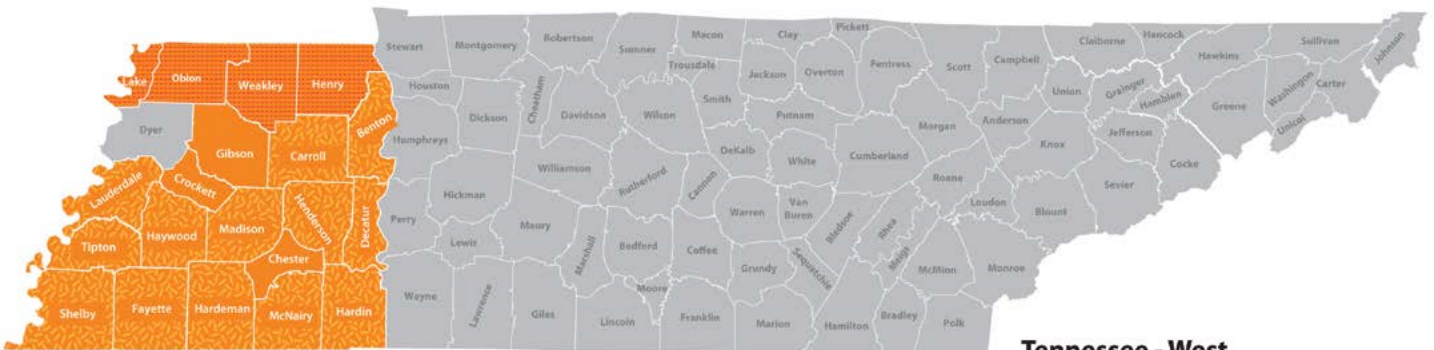 Stewart
Montgomery
Robertson
Sumner
Macon
Clay
Pickett
Claiborne
Hancock
Hawkins
Sullivan
Johnson
Lake
Obion
Weakley
Henry
Houston
Cheatham
Trousdale
Jackson
Overton
Fentress
Scott
Campbell
Union
Grainger
Hamblen
Greene
Washington
Carter
Unicoi
Dyer
Gibson
Carroll
Benton
Humphreys
Dickson
Davidson
Wilson
Smith
Putnam
Morgan
Anderson
Knox
Jefferson
Cocke
Lauderdale
Crockett
Henderson
Decatur
Williamson
Rutherford
Cannon
DeKalb
White
Cumberland
Roane
Loudon
Blount
Sevier
Tipton
Haywood
Madison
Chester
Perry
Hickman
Lewis
Maury
Marshall
Bedford
Coffee
Warren
Van
Buren
Bledsoe
Rhea
Meigs
McMinn
Monroe
Grundy
Sequatchie
Shelby
Fayette
Hardeman
McNairy
Hardin
Wayne
Lawrence
Giles
Lincoln
Moore
Franklin
Marion
Hamilton
Bradley
Polk
Tennessee - West